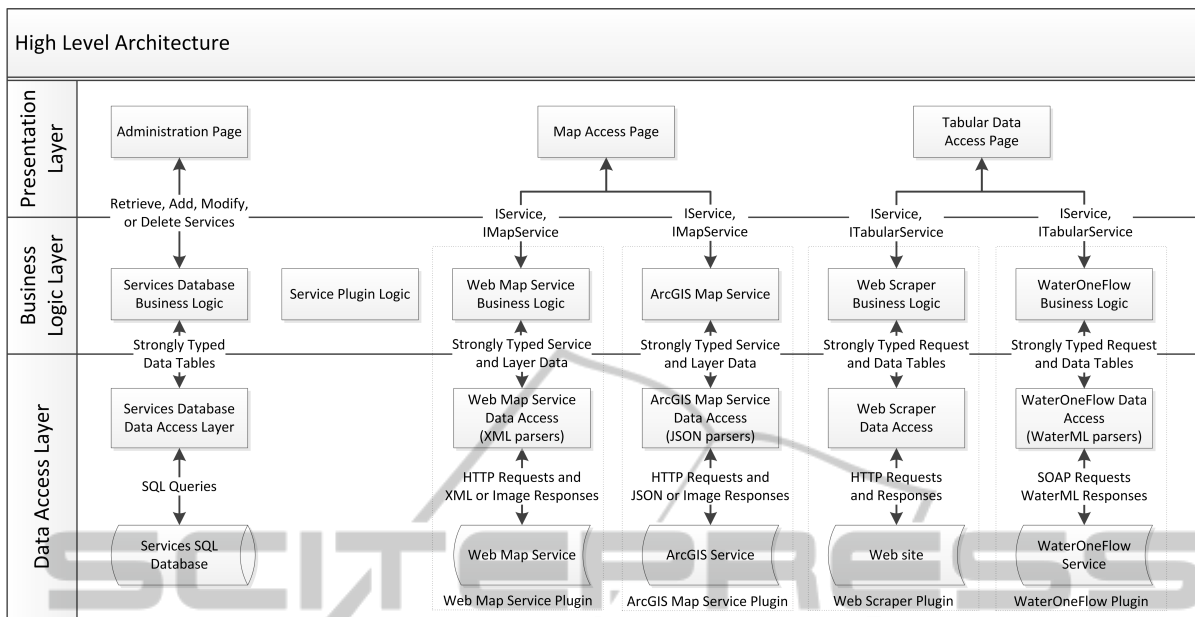 High Level Architecture
Presentation
Layer
Administration Page
Map Access Page
Tabular Data
Access Page
Retrieve, Add, Modify,
or Delete Services
IService,
IMapService
IService,
IMapService
IService,
ITabularService
IService,
ITabularService
Business
Logic Layer
Services Database
Business Logic
Service Plugin Logic
Web Map Service
Business Logic
ArcGIS Map Service
Web Scraper
Business Logic
WaterOneFlow
Business Logic
Strongly Typed
Data Tables
Strongly Typed Service
and Layer Data
Strongly Typed Service
and Layer Data
Strongly Typed Request
and Data Tables
Strongly Typed Request
and Data Tables
Data Access Layer
Services Database
Data Access Layer
Web Map Service
Data Access
(XML parsers)
ArcGIS Map Service
Data Access
(JSON parsers)
Web Scraper
Data Access
WaterOneFlow Data
Access
(WaterML parsers)
SQL Queries
HTTP Requests and
XML or Image Responses
HTTP Requests and
JSON or Image Responses
HTTP Requests
and Responses
SOAP Requests
WaterML Responses
Services SQL
Database
Web Map Service
ArcGIS Service
Web site
WaterOneFlow
Service
Web Map Service Plugin
ArcGIS Map Service Plugin
Web Scraper Plugin
WaterOneFlow Plugin
SCITEPRESS